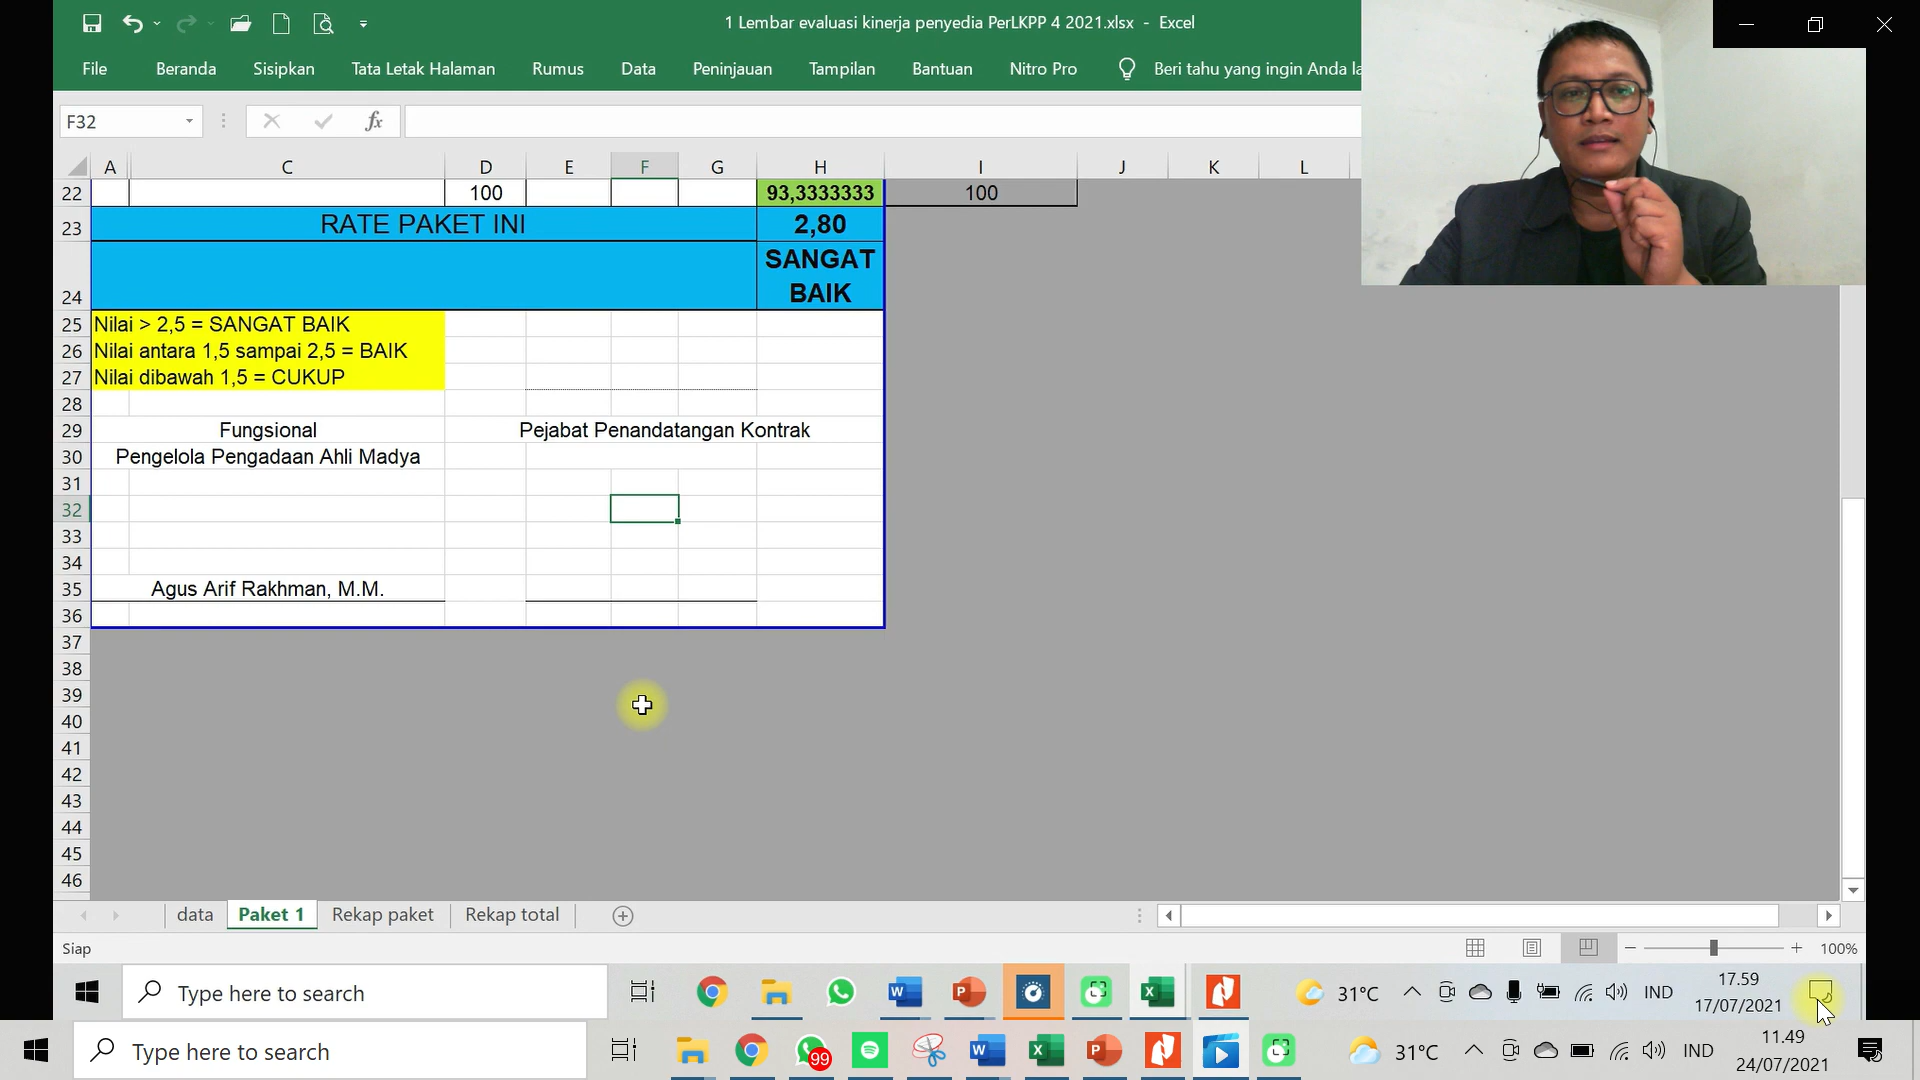 1 Lembar evaluasi kinerja penyedia PerLKPP 4 2021.xlsx - Excel
File Beranda Sisipkan Tata Letak Halaman Rumus Data Peninjauan Tampilan Bantuan Nitro Pro Beri tahu yang ingin Anda la
F32 fx
A C D E F G H I J K L
22 100 93,3333333 100
23 RATE PAKET INI 2,80
24 SANGAT
BAIK
25 Nilai > 2,5 = SANGAT BAIK
26 Nilai antara 1,5 sampai 2,5 = BAIK
27 Nilai dibawah 1,5 = CUKUP
28
29 Fungsional Pejabat Penandatangan Kontrak
30 Pengelola Pengadaan Ahli Madya
31
32
33
34
35 Agus Arif Rakhman, M.M.
36
37
38
39
40
41
42
43
44
45
46
data Paket 1 Rekap paket Rekap total
Siap 100%
Type here to search 31°C IND 17.59
17/07/2021
Type here to search 99 31°C IND 11.49
24/07/2021